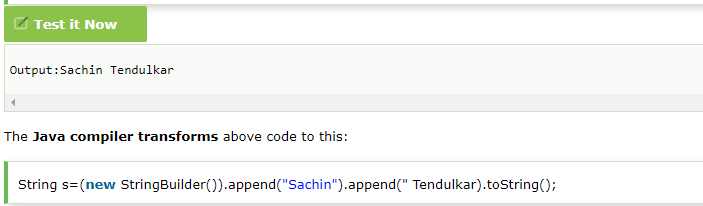 Test it Now
Output:Sachin Tendulkar
The Java compiler transforms above code to this:
String s=(new StringBuilder()).append("Sachin").append(" Tendulkar).toString();